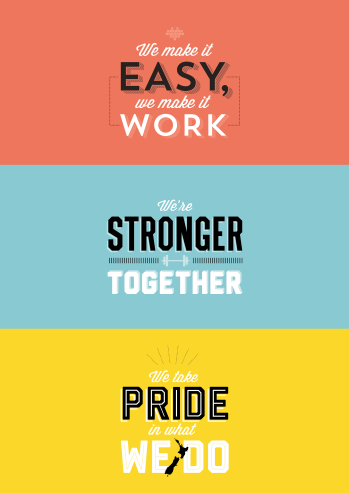 We make it
EASY,
we make it
WORK
We're
STRONGER
TOGETHER
We take
PRIDE
in what
WE DO